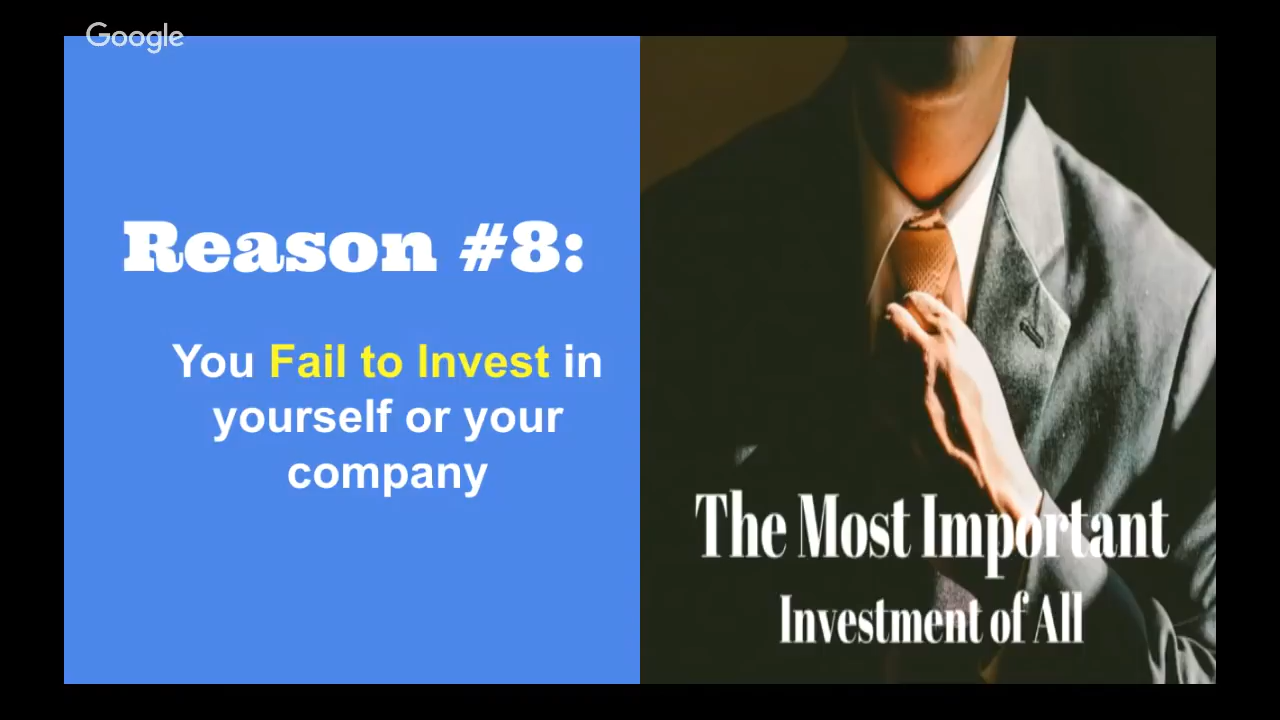 Google
Reason #8:
You Fail to Invest in
yourself or your
company
The Most Important
Investment of All